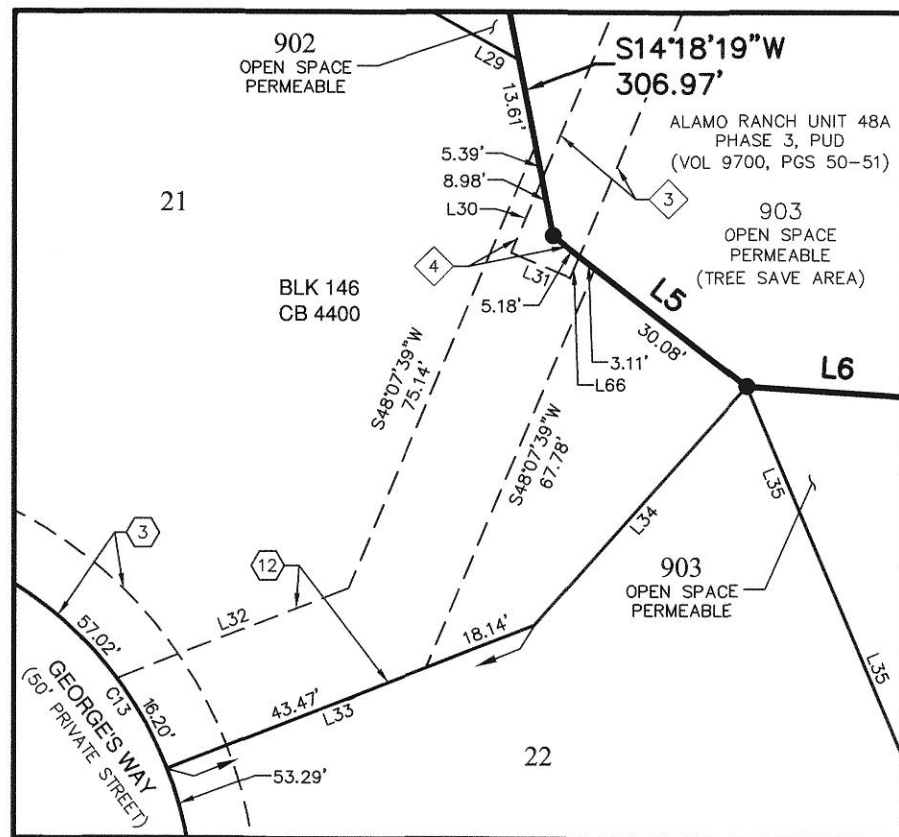 902
OPEN SPACE
PERMEABLE
L29
S14°18'19"W
306.97'
13.61'
ALAMO RANCH UNIT 48A
PHASE 3, PUD
(VOL 9700, PGS 50-51)
5.39'
8.98'
L30
3
21
903
OPEN SPACE
PERMEABLE
(TREE SAVE AREA)
4
L31
BLK 146
CB 4400
5.18'
L5
30.08'
3.11'
L66
L6
S48°07'39"W
75.14'
S48°07'39"W
67.78'
L34
L35
3
12
903
OPEN SPACE
PERMEABLE
L32
18.14'
57.02'
C13
16.20'
43.47'
L33
L35
GEORGE'S WAY
(50' PRIVATE STREET)
53.29'
22